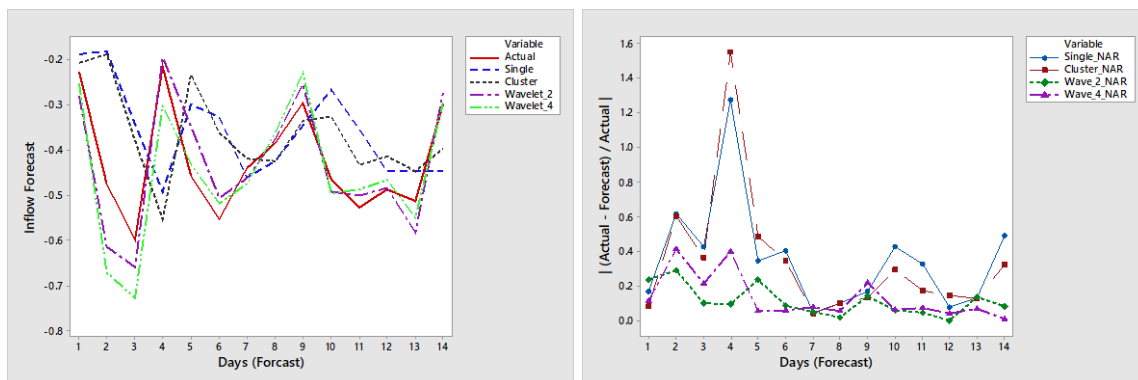 Inflow Forecast
-0.2
-0.3
-0.4
-0.5
-0.6
-0.7
-0.8
1 2 3 4 5 6 7 8 9 10 11 12 13 14
Days (Forcast)
Variable
Actual
Single
Cluster
Wavelet_2
Wavelet_4
| (Actual - Forecast) / Actual |
1.6
1.4
1.2
1.0
0.8
0.6
0.4
0.2
0.0
1 2 3 4 5 6 7 8 9 10 11 12 13 14
Days (Forecast)
Variable
Single_NAR
Cluster_NAR
Wave_2_NAR
Wave_4_NAR